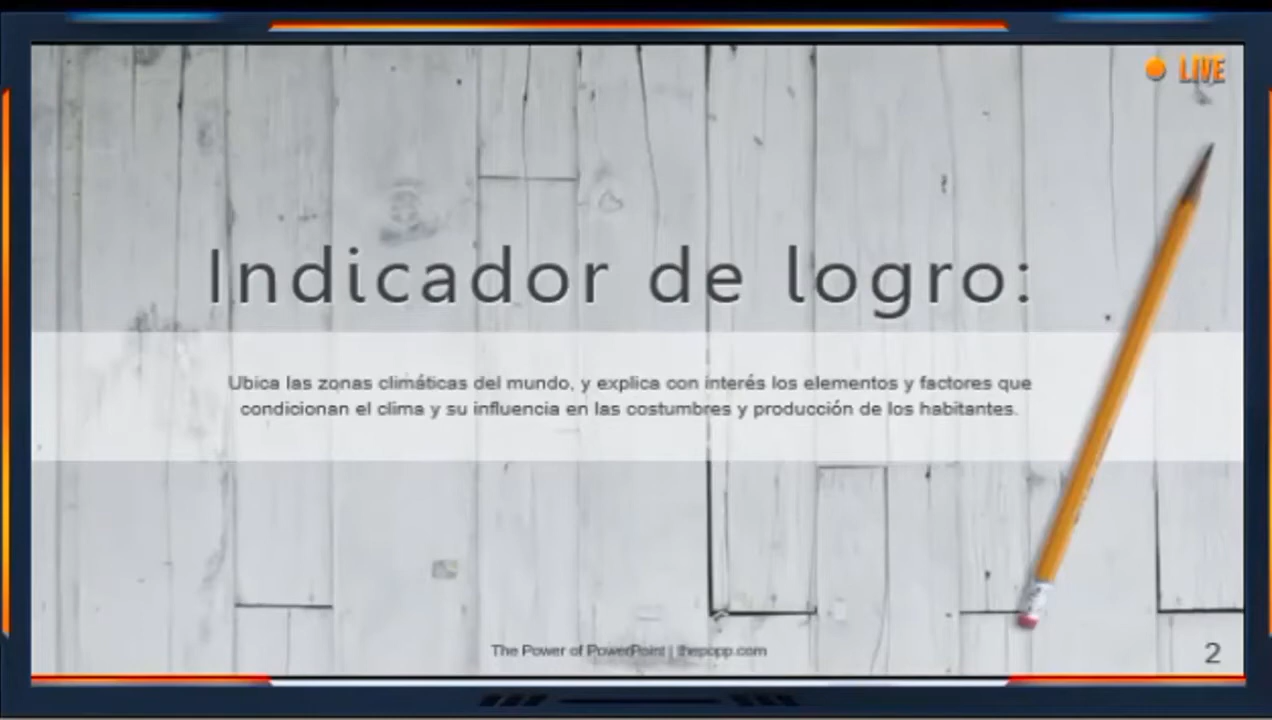 LIVE
Indicador de logro:
Ubica las zonas climáticas del mundo, y explica con interés los elementos y factores que
condicionan el clima y su influencia en las costumbres y producción de los habitantes.
The Power of PowerPoint | thepopp.com
2